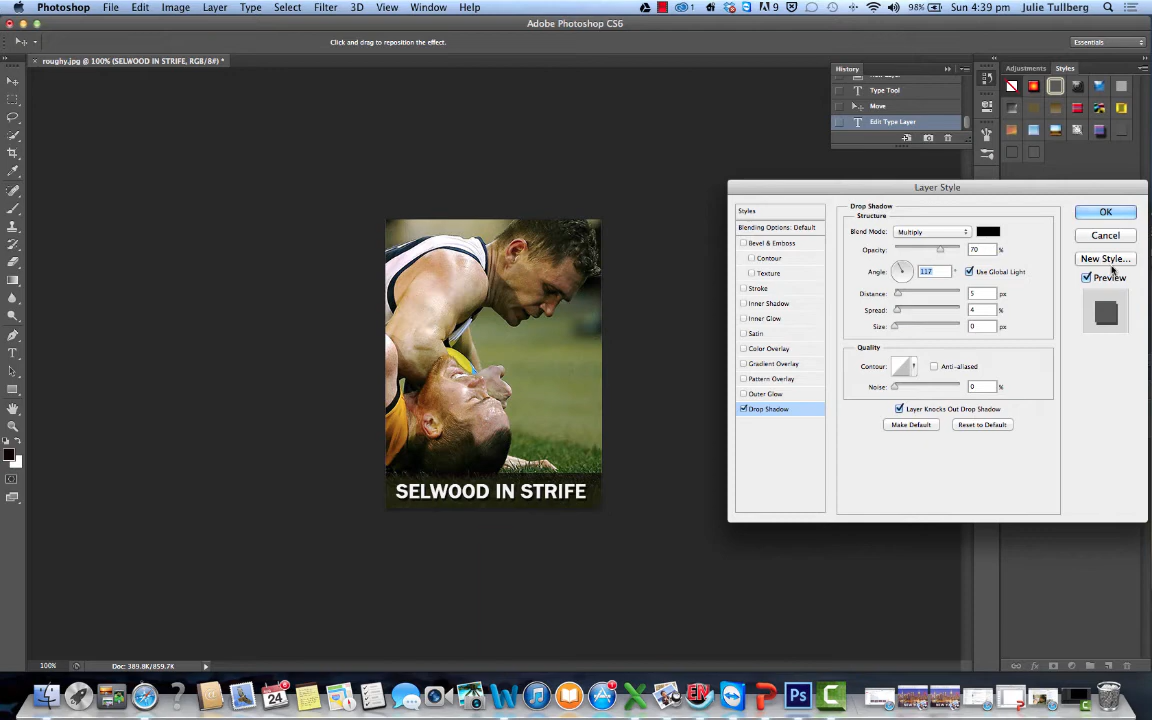 Photoshop File Edit Image Layer Type Select Filter 3D View Window Help 1 9 98% Sun 4:39 pm Julie Tullberg
Adobe Photoshop CS6
Click and drag to reposition the effect. Essentials
roughy.jpg @ 100% (SELWOOD IN STRIFE, RGB/8#) *
History
Type Tool
Move
Edit Type Layer
Adjustments Styles
Layer Style
Styles
Blending Options: Default
Bevel & Emboss
Contour
Texture
Stroke
Inner Shadow
Inner Glow
Satin
Color Overlay
Gradient Overlay
Pattern Overlay
Outer Glow
Drop Shadow
Drop Shadow
Structure
Blend Mode: Multiply
Opacity: 70 %
Angle: 117 ° Use Global Light
Distance: 5 px
Spread: 4 %
Size: 0 px
Quality
Contour: Anti-aliased
Noise: 0 %
Layer Knocks Out Drop Shadow
Make Default Reset to Default
OK
Cancel
New Style...
Preview
SELWOOD IN STRIFE
100% Doc: 389.8K/859.7K
fx
24